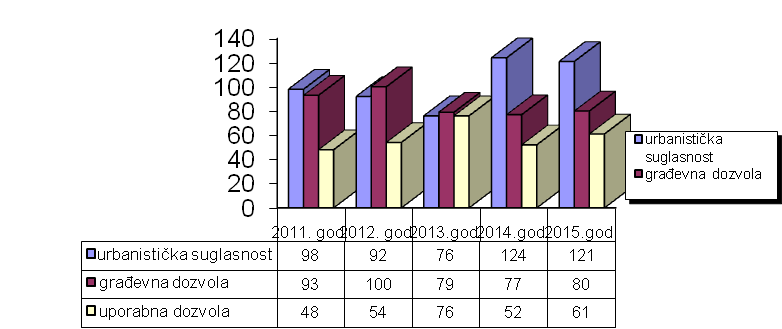 140
120
100
80
60
40
20
0
urbanistička
suglasnost
građevna dozvola
2011. god 2012. god 2013.god 2014.god 2015.god
urbanistička suglasnost 98 92 76 124 121
građevna dozvola 93 100 79 77 80
uporabna dozvola 48 54 76 52 61